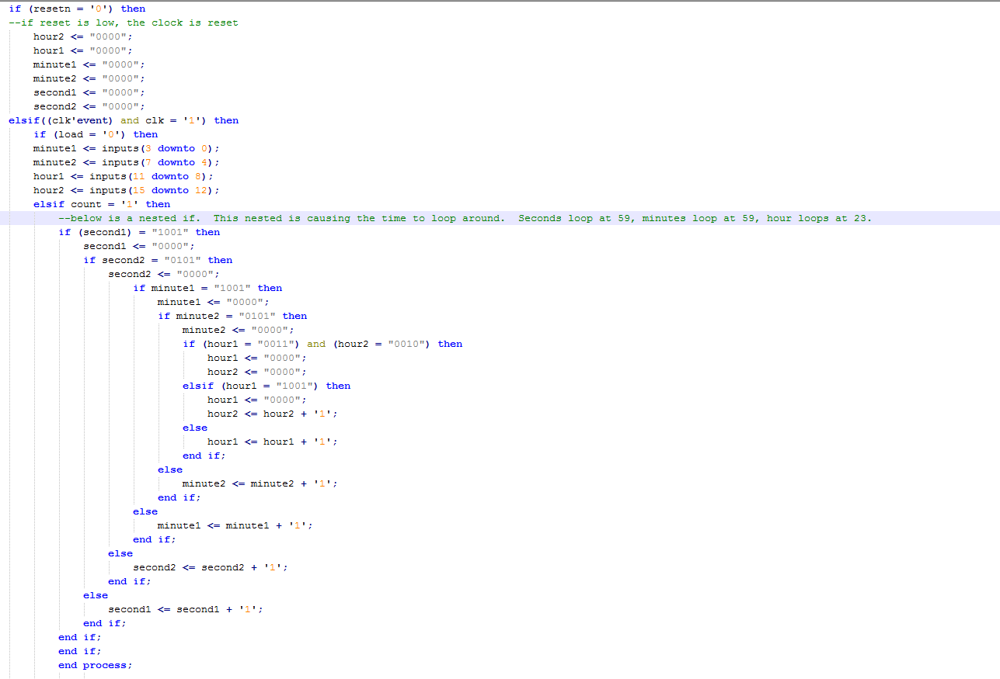 if (resetn = '0') then
--if reset is low, the clock is reset
hour2 <= "0000";
hour1 <= "0000";
minute1 <= "0000";
minute2 <= "0000";
second1 <= "0000";
second2 <= "0000";
elsif((clk'event) and clk = '1') then
if (load = '0') then
minute1 <= inputs(3 downto 0);
minute2 <= inputs(7 downto 4);
hour1 <= inputs(11 downto 8);
hour2 <= inputs(15 downto 12);
elsif count = '1' then
--below is a nested if.  This nested is causing the time to loop around.  Seconds loop at 59, minutes loop at 59, hour loops at 23.
if (second1) = "1001" then
second1 <= "0000";
if second2 = "0101" then
second2 <= "0000";
if minute1 = "1001" then
minute1 <= "0000";
if minute2 = "0101" then
minute2 <= "0000";
if (hour1 = "0011") and (hour2 = "0010") then
hour1 <= "0000";
hour2 <= "0000";
elsif (hour1 = "1001") then
hour1 <= "0000";
hour2 <= hour2 + '1';
else
hour1 <= hour1 + '1';
end if;
else
minute2 <= minute2 + '1';
end if;
else
minute1 <= minute1 + '1';
end if;
else
second2 <= second2 + '1';
end if;
else
second1 <= second1 + '1';
end if;
end if;
end if;
end process;